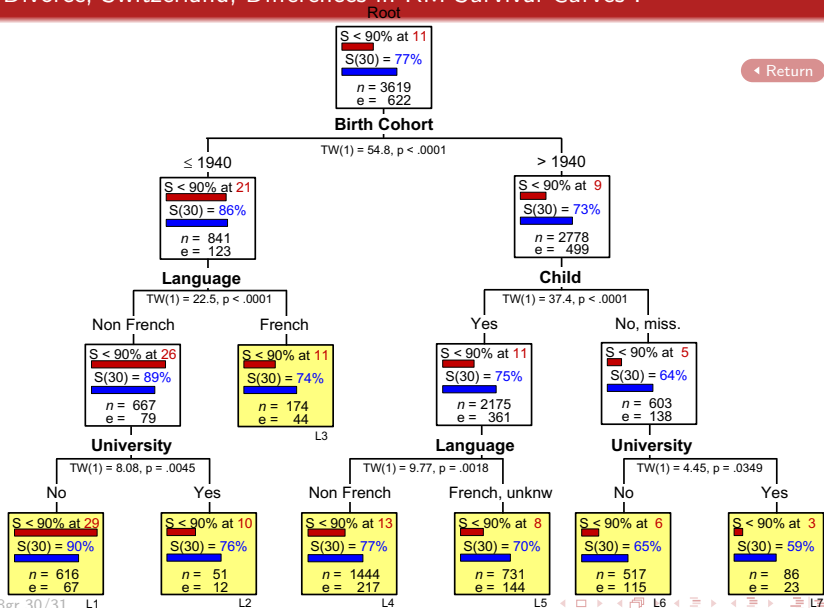 Divorce, Switzerland, Differences in KM Survival Curves I
Root
S < 90% at 11
S(30) = 77%
n = 3619
e = 622
◂ Return
Birth Cohort
TW(1) = 54.8, p < .0001
≤ 1940
> 1940
S < 90% at 21
S(30) = 86%
n = 841
e = 123
S < 90% at 9
S(30) = 73%
n = 2778
e = 499
Language
TW(1) = 22.5, p < .0001
Child
TW(1) = 37.4, p < .0001
Non French
French
Yes
No, miss.
S < 90% at 26
S(30) = 89%
n = 667
e = 79
S < 90% at 11
S(30) = 74%
n = 174
e = 44
L3
S < 90% at 11
S(30) = 75%
n = 2175
e = 361
S < 90% at 5
S(30) = 64%
n = 603
e = 138
University
TW(1) = 8.08, p = .0045
Language
TW(1) = 9.77, p = .0018
University
TW(1) = 4.45, p = .0349
No
Yes
Non French
French, unknw
No
Yes
S < 90% at 29
S(30) = 90%
n = 616
e = 67
L1
S < 90% at 10
S(30) = 76%
n = 51
e = 12
L2
S < 90% at 13
S(30) = 77%
n = 1444
e = 217
L4
S < 90% at 8
S(30) = 70%
n = 731
e = 144
L5
S < 90% at 6
S(30) = 65%
n = 517
e = 115
L6
S < 90% at 3
S(30) = 59%
n = 86
e = 23
L7
30/31